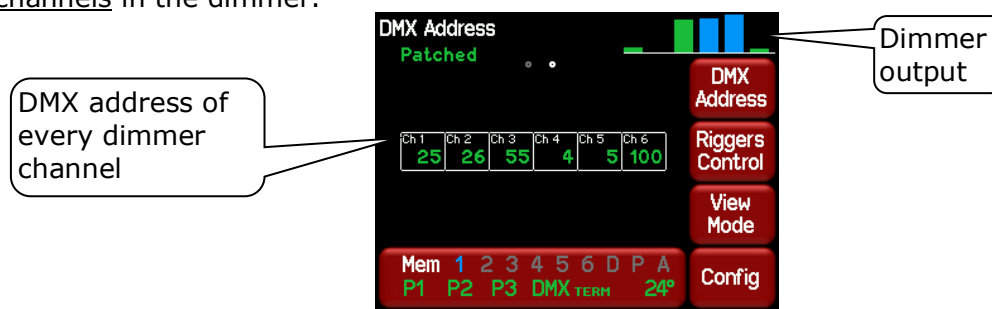 channels in the dimmer.
DMX Address
Patched
Dimmer
output
DMX
Address
DMX address of
every dimmer
channel
Ch 1 Ch 2 Ch 3 Ch 4 Ch 5 Ch 6
25 26 55 4 5 100
Riggers
Control
View
Mode
Mem 1 2 3 4 5 6 D P A
P1 P2 P3 DMX TERM 24°
Config